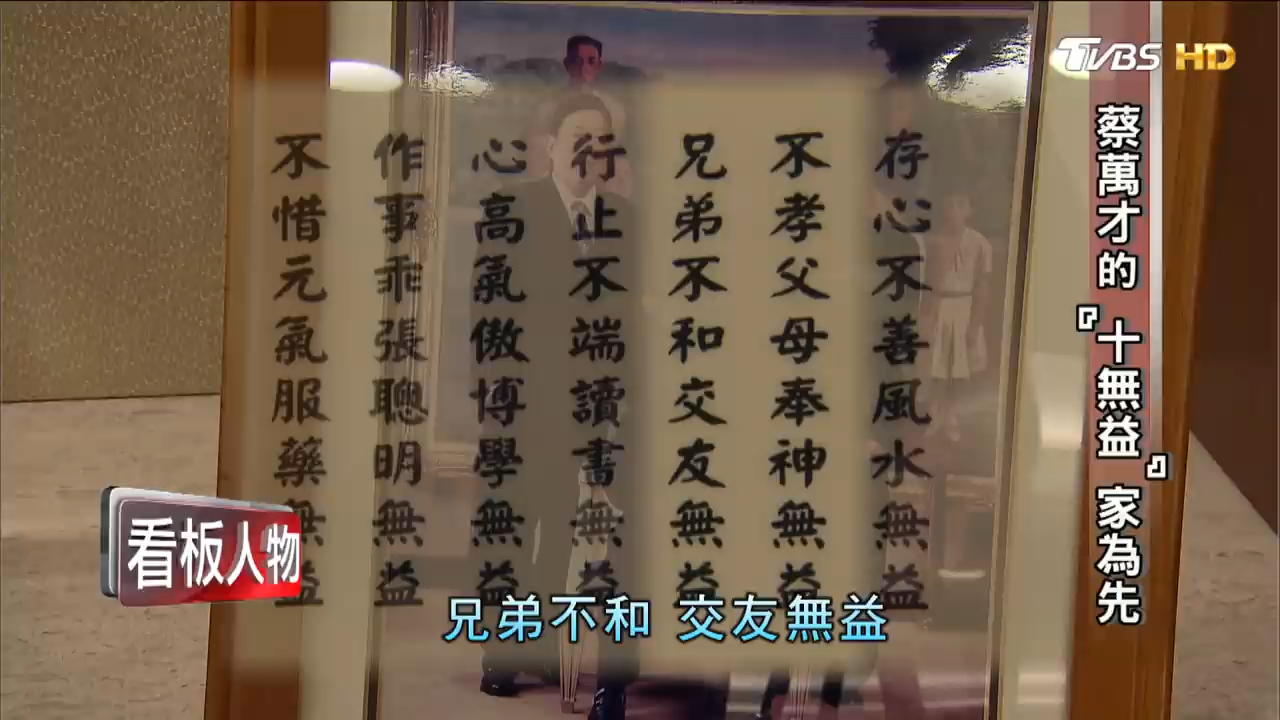 TVBS HD
蔡萬才的『十無益』家為先
存心不善風水無益
不孝父母奉神無益
兄弟不和交友無益
行止不端讀書無益
心高氣傲博學無益
作事乖張聰明無益
不惜元氣服藥無益
看板人物
兄弟不和 交友無益